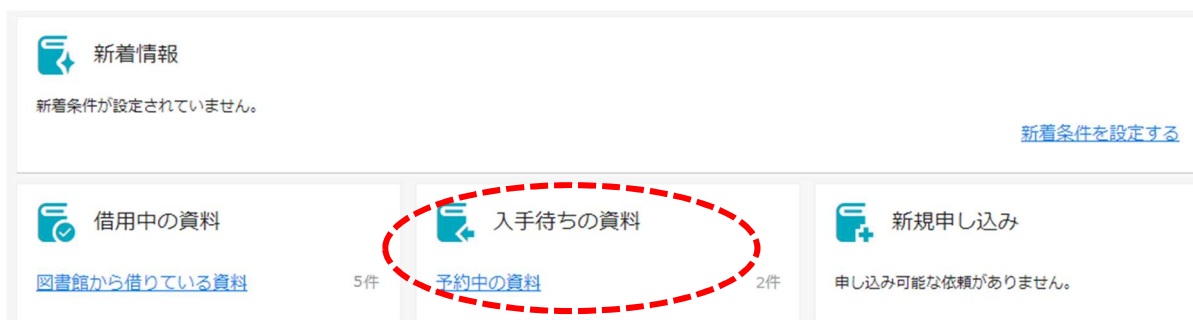 新着情報
新着条件が設定されていません。
新着条件を設定する
借用中の資料
図書館から借りている資料 5件
入手待ちの資料
予約中の資料 2件
新規申し込み
申し込み可能な依頼がありません。